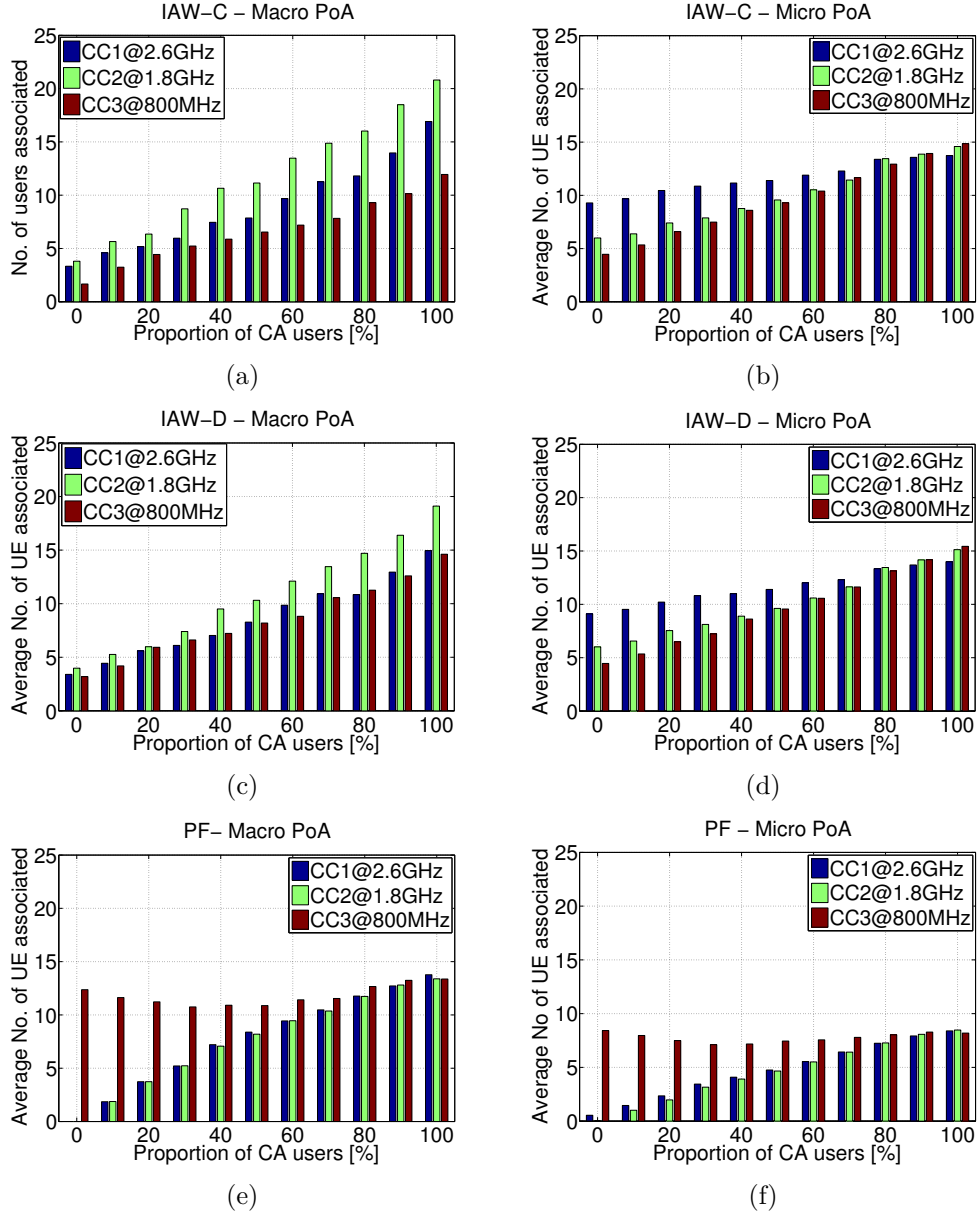 IAW−C − Macro PoA
No. of users associated
25
20
15
10
5
0
CC1@2.6GHz
CC2@1.8GHz
CC3@800MHz
0 20 40 60 80 100
Proportion of CA users [%]
(a)
IAW−C − Micro PoA
Average No. of UE associated
25
20
15
10
5
0
CC1@2.6GHz
CC2@1.8GHz
CC3@800MHz
0 20 40 60 80 100
Proportion of CA users [%]
(b)
IAW−D − Macro PoA
Average No. of UE associated
25
20
15
10
5
0
CC1@2.6GHz
CC2@1.8GHz
CC3@800MHz
0 20 40 60 80 100
Proportion of CA users [%]
(c)
IAW−D − Micro PoA
Average No. of UE associated
25
20
15
10
5
0
CC1@2.6GHz
CC2@1.8GHz
CC3@800MHz
0 20 40 60 80 100
Proportion of CA users [%]
(d)
PF− Macro PoA
Average No. of UE associated
25
20
15
10
5
0
CC1@2.6GHz
CC2@1.8GHz
CC3@800MHz
0 20 40 60 80 100
Proportion of CA users [%]
(e)
PF − Micro PoA
Average No of UE associated
25
20
15
10
5
0
CC1@2.6GHz
CC2@1.8GHz
CC3@800MHz
0 20 40 60 80 100
Proportion of CA users [%]
(f)